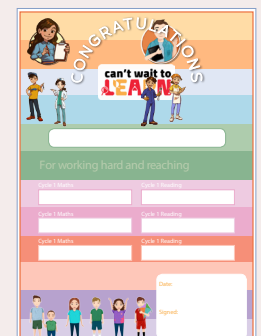 CONGRATULATIONS
can't wait to
LEARN
For working hard and reaching
Cycle 1 Maths Cycle 1 Reading
Cycle 1 Maths Cycle 1 Reading
Cycle 1 Maths Cycle 1 Reading
Date:
Signed: